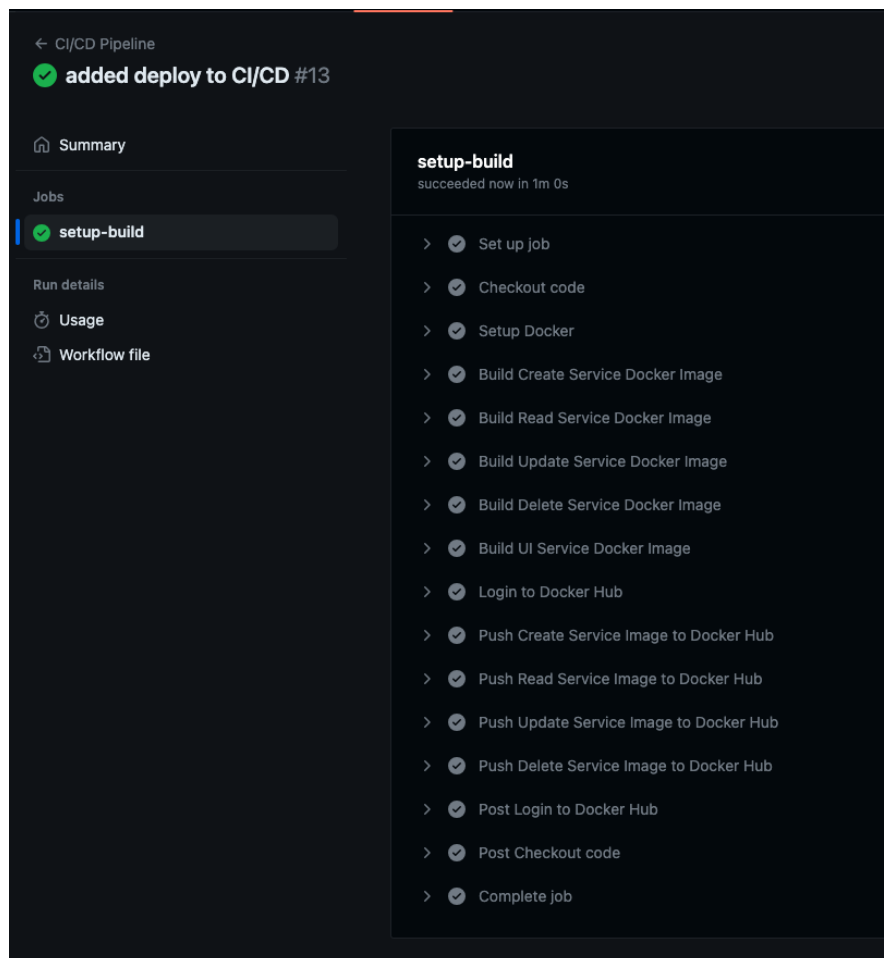 ← CI/CD Pipeline
added deploy to CI/CD #13
Summary
Jobs
setup-build
Run details
Usage
Workflow file
setup-build
succeeded now in 1m 0s
Set up job
Checkout code
Setup Docker
Build Create Service Docker Image
Build Read Service Docker Image
Build Update Service Docker Image
Build Delete Service Docker Image
Build UI Service Docker Image
Login to Docker Hub
Push Create Service Image to Docker Hub
Push Read Service Image to Docker Hub
Push Update Service Image to Docker Hub
Push Delete Service Image to Docker Hub
Post Login to Docker Hub
Post Checkout code
Complete job